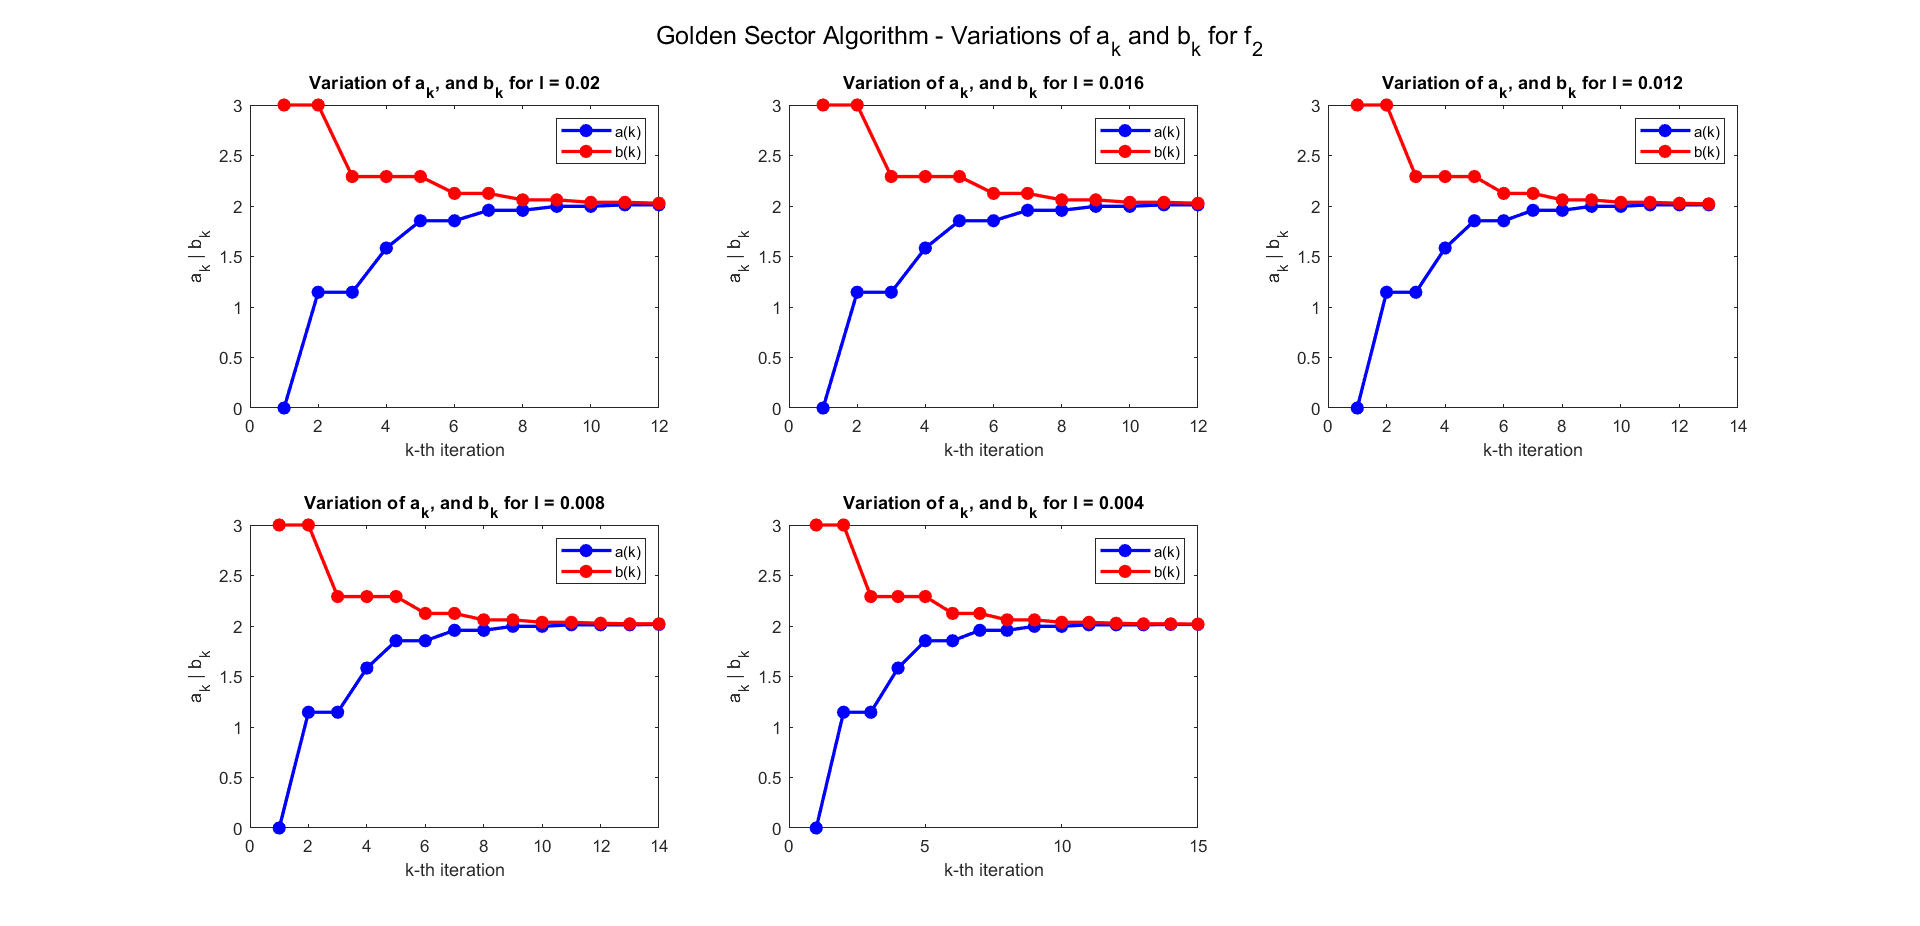 Golden Sector Algorithm - Variations of a_k and b_k for f_2
Variation of a_k, and b_k for l = 0.02
3
2.5
2
1.5
1
0.5
0
a_k | b_k
a(k)
b(k)
0 2 4 6 8 10 12
k-th iteration
Variation of a_k, and b_k for l = 0.016
3
2.5
2
1.5
1
0.5
0
a_k | b_k
a(k)
b(k)
0 2 4 6 8 10 12
k-th iteration
Variation of a_k, and b_k for l = 0.012
3
2.5
2
1.5
1
0.5
0
a_k | b_k
a(k)
b(k)
0 2 4 6 8 10 12 14
k-th iteration
Variation of a_k, and b_k for l = 0.008
3
2.5
2
1.5
1
0.5
0
a_k | b_k
a(k)
b(k)
0 2 4 6 8 10 12 14
k-th iteration
Variation of a_k, and b_k for l = 0.004
3
2.5
2
1.5
1
0.5
0
a_k | b_k
a(k)
b(k)
0 5 10 15
k-th iteration